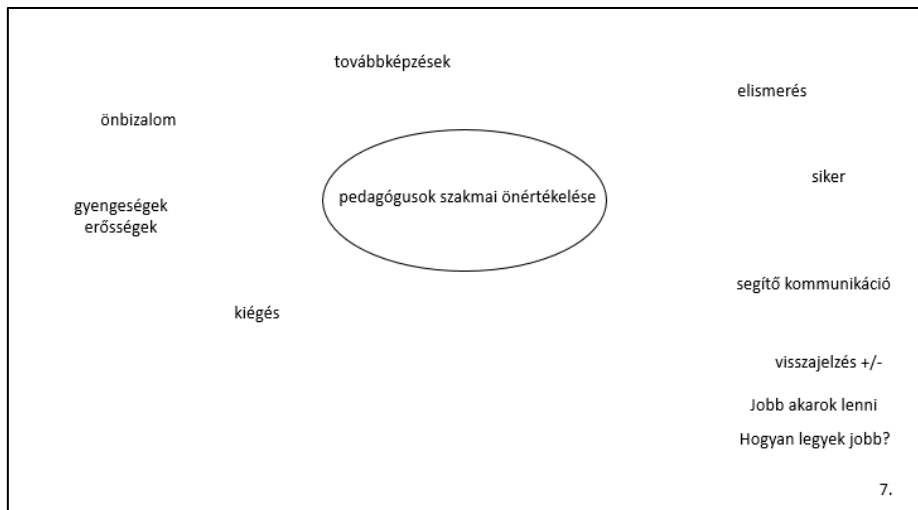 továbbképzések
elismerés
önbizalom
siker
pedagógusok szakmai önértékelése
gyengeségek
erősségek
segítő kommunikáció
kiégés
visszajelzés +/-
Jobb akarok lenni
Hogyan legyek jobb?
7.